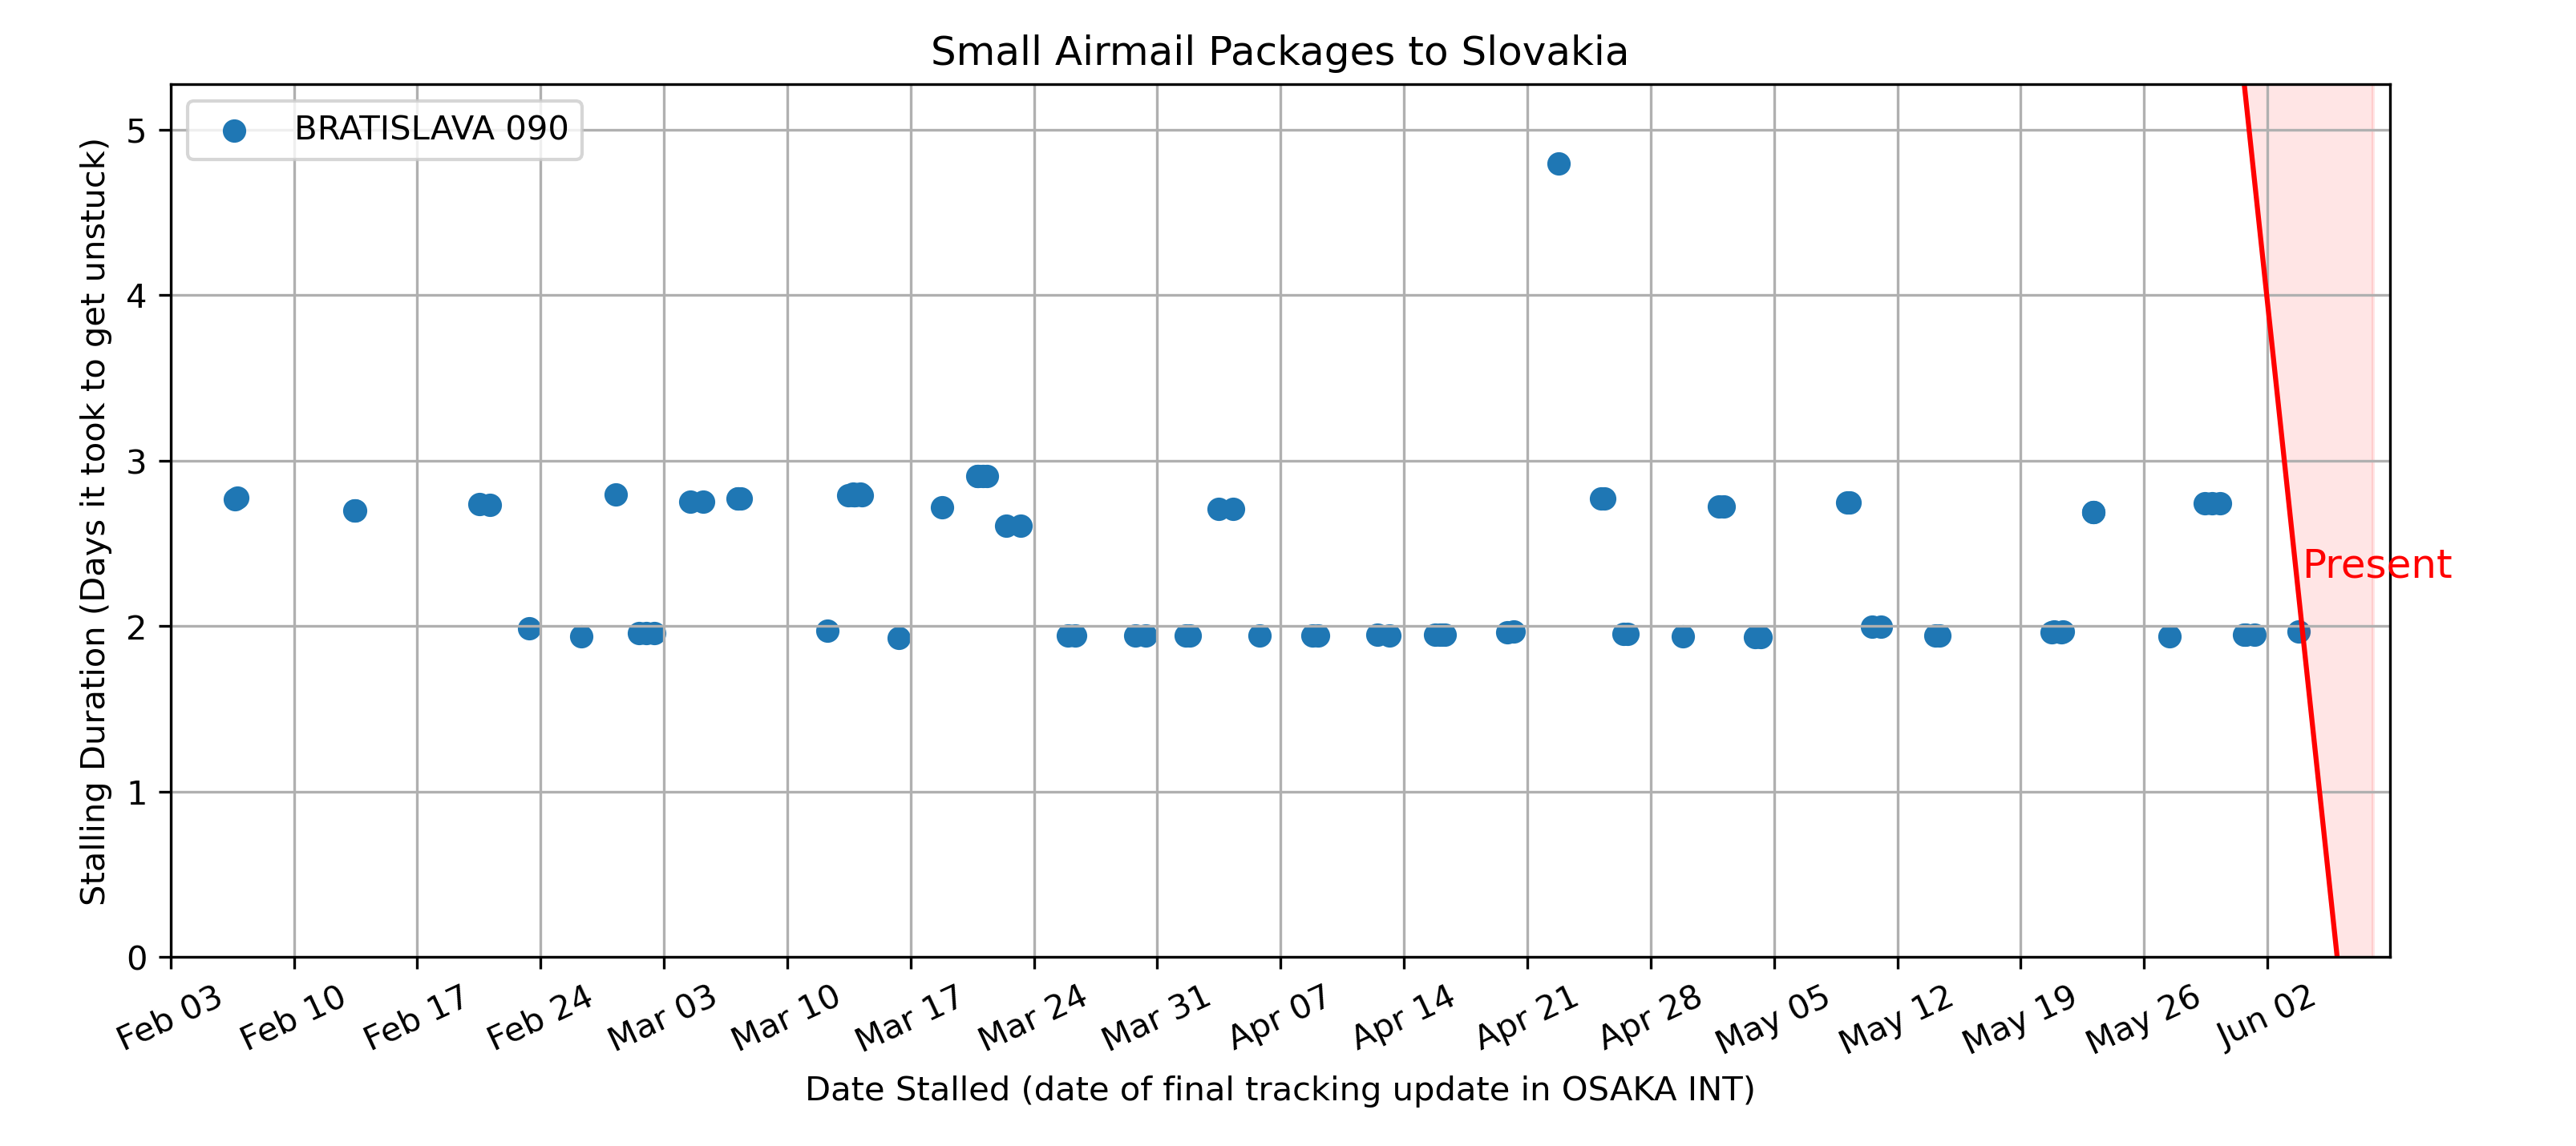 Small Airmail Packages to Slovakia
BRATISLAVA 090
Stalling Duration (Days it took to get unstuck)
5
4
3
2
1
0
Present
Feb 03
Feb 10
Feb 17
Feb 24
Mar 03
Mar 10
Mar 17
Mar 24
Mar 31
Apr 07
Apr 14
Apr 21
Apr 28
May 05
May 12
May 19
May 26
Jun 02
Date Stalled (date of final tracking update in OSAKA INT)